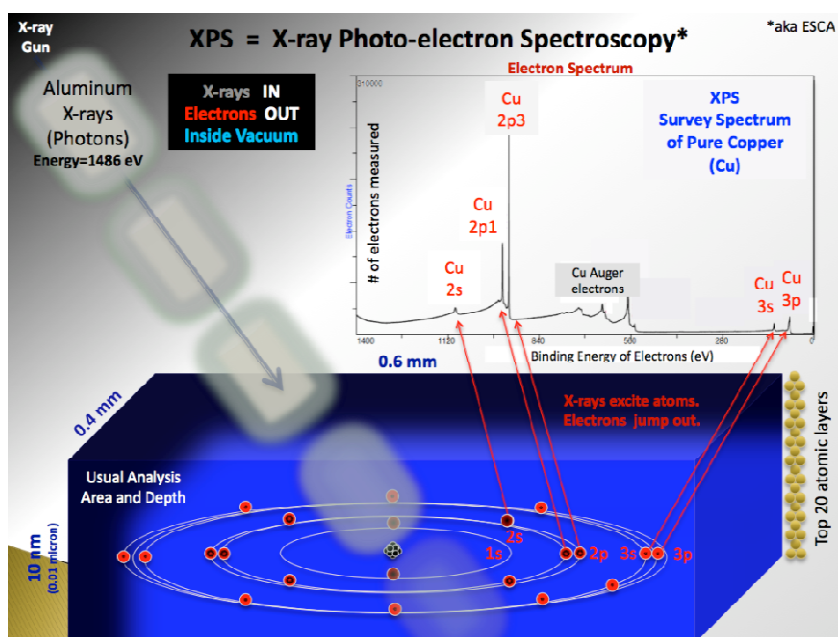 X-ray
Gun
XPS = X-ray Photo-electron Spectroscopy*
*aka ESCA
Aluminum
X-rays
(Photons)
Energy=1486 eV
X-rays IN
Electrons OUT
Inside Vacuum
Electron Spectrum
Electron Counts
# of electrons measured
Cu
2p3
Cu
2p1
Cu
2s
Cu Auger
electrons
XPS
Survey Spectrum
of Pure Copper
(Cu)
Cu
3s
Cu
3p
1400
1120
840
560
280
0
Binding Energy of Electrons (eV)
0.6 mm
0.4 mm
X-rays excite atoms.
Electrons jump out.
Usual Analysis
Area and Depth
10 nm
(0.01 micron)
1s
2s
2p
3s
3p
Top 20 atomic layers